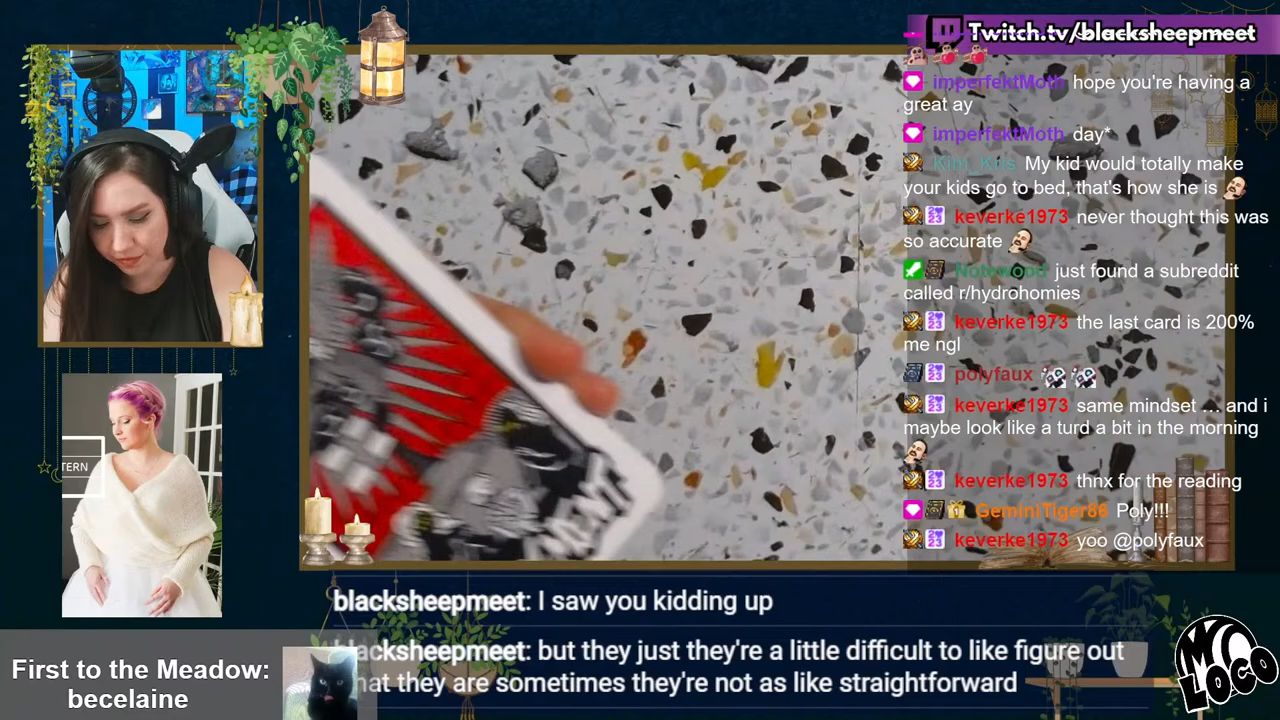 Twitch.tv/blacksheepmeet
imperfektMoth hope you're having a
great ay
imperfektMoth day*
Kim_Kris My kid would totally make
your kids go to bed, that's how she is
keverke1973 never thought this was
so accurate
Notewood just found a subreddit
called r/hydrohomies
keverke1973 the last card is 200%
me ngl
polyfaux
keverke1973 same mindset … and i
maybe look like a turd a bit in the morning
keverke1973 thnx for the reading
GeminiTiger86 Poly!!!
keverke1973 yoo @polyfaux
TERN
MENT
blacksheepmeet: I saw you kidding up
blacksheepmeet: but they just they're a little difficult to like figure out
hat they are sometimes they're not as like straightforward
First to the Meadow:
becelaine
MC
LOCO